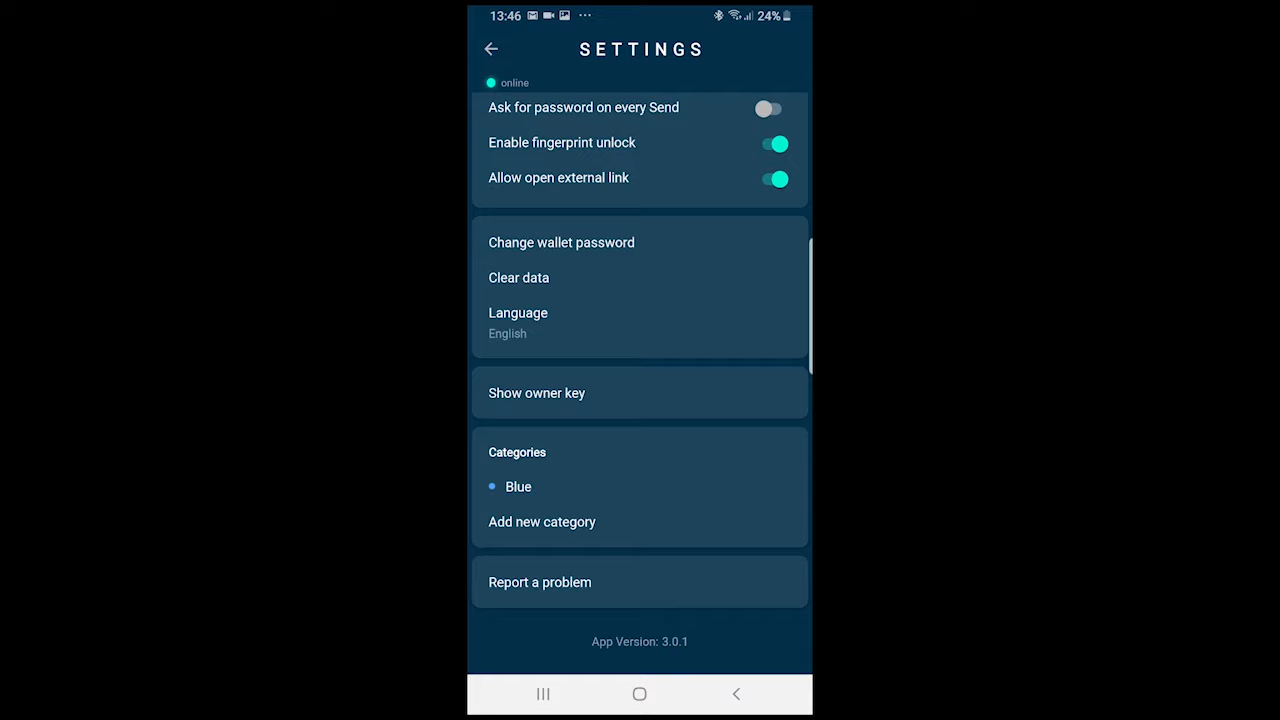 13:46 24%
SETTINGS
online
Ask for password on every Send
Enable fingerprint unlock
Allow open external link
Change wallet password
Clear data
Language
English
Show owner key
Categories
Blue
Add new category
Report a problem
App Version: 3.0.1